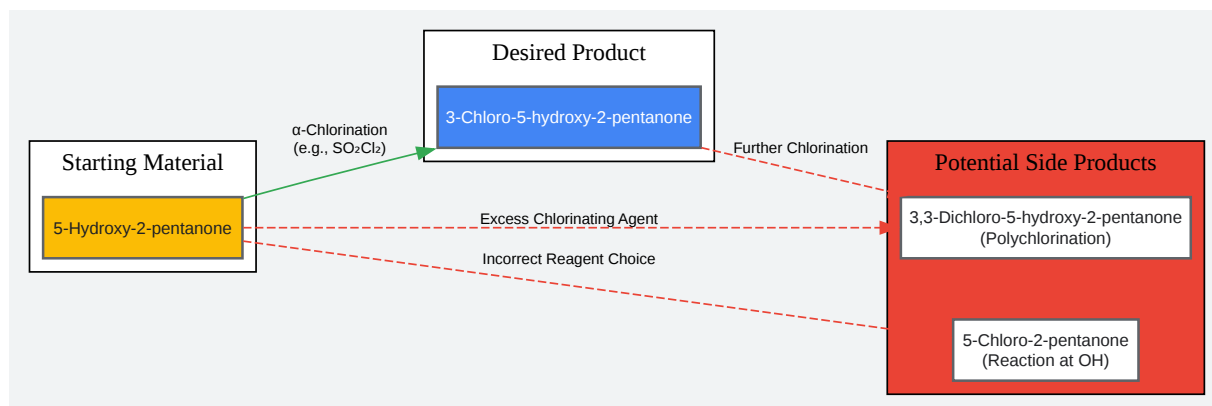 Desired Product
3-Chloro-5-hydroxy-2-pentanone
α-Chlorination
(e.g., SO₂Cl₂)
Starting Material
5-Hydroxy-2-pentanone
Further Chlorination
Excess Chlorinating Agent
Incorrect Reagent Choice
Potential Side Products
3,3-Dichloro-5-hydroxy-2-pentanone
(Polychlorination)
5-Chloro-2-pentanone
(Reaction at OH)